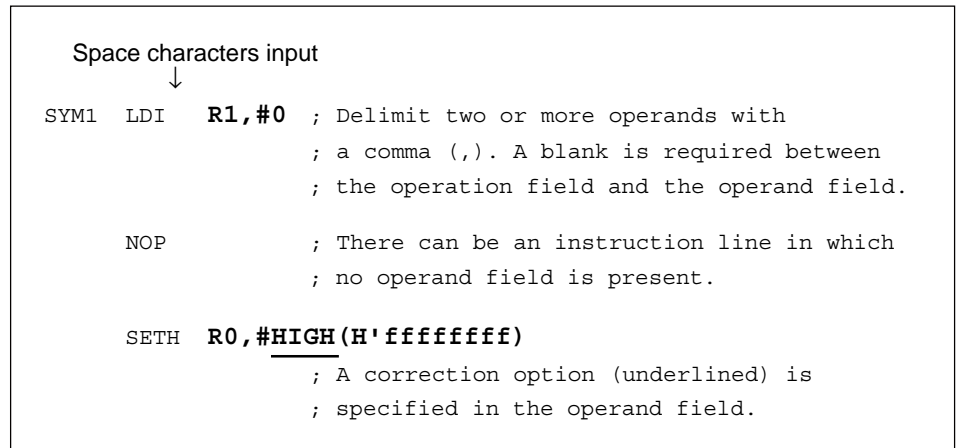 Space characters input
↓
SYM1 LDI R1,#0 ; Delimit two or more operands with
; a comma (,). A blank is required between
; the operation field and the operand field.
NOP ; There can be an instruction line in which
; no operand field is present.
SETH R0,#HIGH(H'ffffffff)
; A correction option (underlined) is
; specified in the operand field.